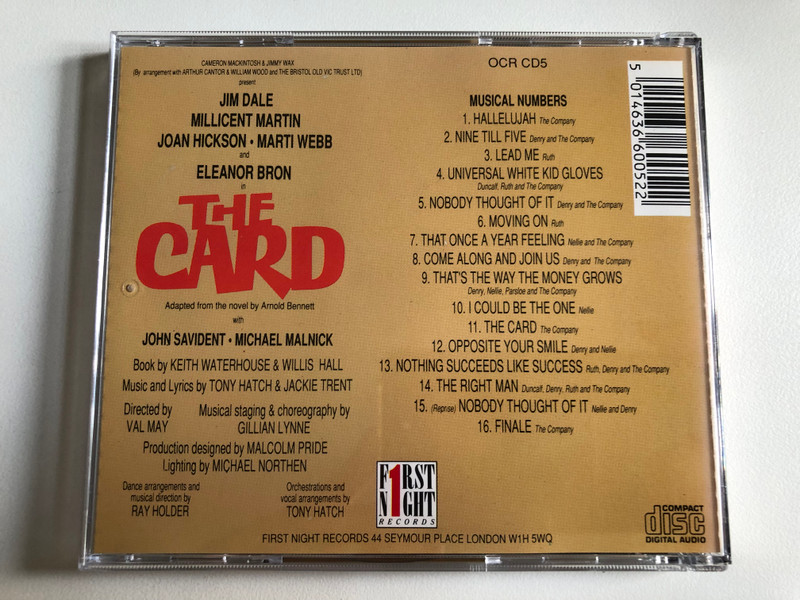 CAMERON MACKINTOSH & JIMMY WAX
(By arrangement with ARTHUR CANTOR & WILLIAM WOOD and THE BRISTOL OLD VIC TRUST LTD)
present
JIM DALE
MILLICENT MARTIN
JOAN HICKSON • MARTI WEBB
and
ELEANOR BRON
in
THE
CARD
Adapted from the novel by Arnold Bennett
with
JOHN SAVIDENT • MICHAEL MALNICK
Book by KEITH WATERHOUSE & WILLIS HALL
Music and Lyrics by TONY HATCH & JACKIE TRENT
Directed by
VAL MAY
Musical staging & choreography by
GILLIAN LYNNE
Production designed by MALCOLM PRIDE
Lighting by MICHAEL NORTHEN
Dance arrangements and
musical direction by
RAY HOLDER
Orchestrations and
vocal arrangements by
TONY HATCH
OCR CD5
MUSICAL NUMBERS
1. HALLELUJAH The Company
2. NINE TILL FIVE Denry and The Company
3. LEAD ME Ruth
4. UNIVERSAL WHITE KID GLOVES
Duncalf, Ruth and The Company
5. NOBODY THOUGHT OF IT Denry and The Company
6. MOVING ON Ruth
7. THAT ONCE A YEAR FEELING Nellie and The Company
8. COME ALONG AND JOIN US Denry and The Company
9. THAT'S THE WAY THE MONEY GROWS
Denry, Nellie, Parsloe and The Company
10. I COULD BE THE ONE Nellie
11. THE CARD The Company
12. OPPOSITE YOUR SMILE Denry and Nellie
13. NOTHING SUCCEEDS LIKE SUCCESS Ruth, Denry and The Company
14. THE RIGHT MAN Duncalf, Denry, Ruth and The Company
15. (Reprise) NOBODY THOUGHT OF IT Nellie and Denry
16. FINALE The Company
5 014636 600522
F1RST
N1GHT
RECORDS
COMPACT
disc
DIGITAL AUDIO
FIRST NIGHT RECORDS 44 SEYMOUR PLACE LONDON W1H 5WQ